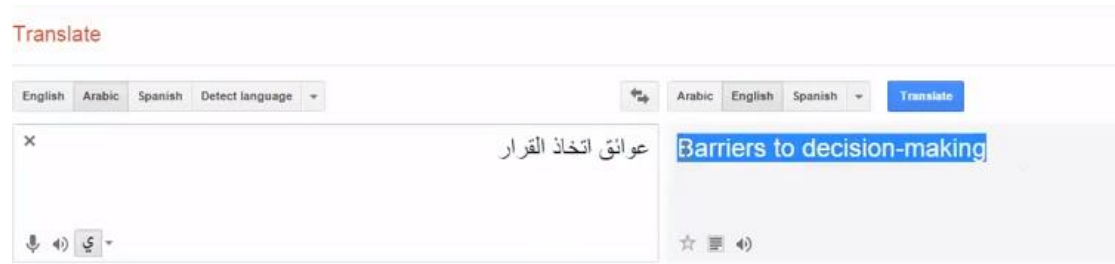 Translate
English Arabic Spanish Detect language
Arabic English Spanish Translate
عوائق اتخاذ القرار
Barriers to decision-making
ي